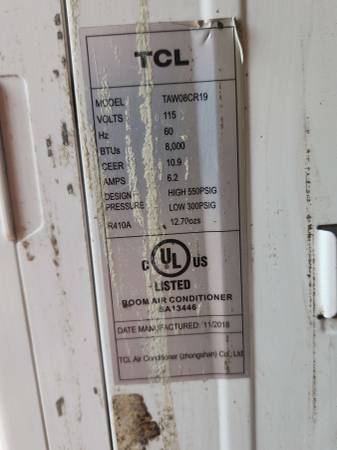 TCL
MODEL TAW08CR19
VOLTS 115
Hz 60
BTUs 8,000
CEER 10.9
AMPS 6.2
DESIGN HIGH 550PSIG
PRESSURE LOW 300PSIG
R410A 12.70ozs
C UL US
LISTED
ROOM AIR CONDITIONER
SA13446
DATE MANUFACTURED: 11/2018
TCL Air Conditioner (zhongshan) Co., Ltd